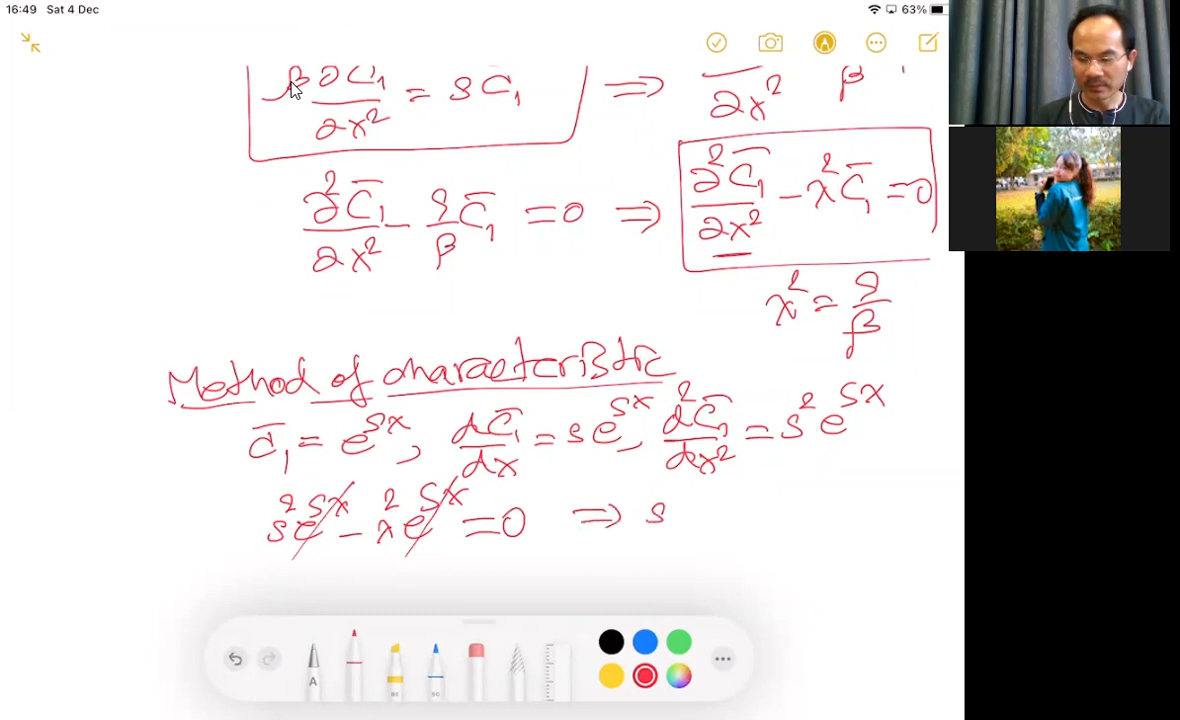 16:49 Sat 4 Dec
63%
β ∂C̄₁/∂x² = s C̄₁ ⇒ ∂x² β
∂²C̄₁/∂x² − s/β C̄₁ = 0 ⇒ ∂²C̄₁/∂x² − λ²C̄₁ = 0
λ² = s/β
Method of characteristic
C̄₁ = e^{sx}, dC̄₁/dx = se^{sx}, d²C̄₁/dx² = s²e^{sx}
s²e^{sx} − λ²e^{sx} = 0 ⇒ s
A
80
50